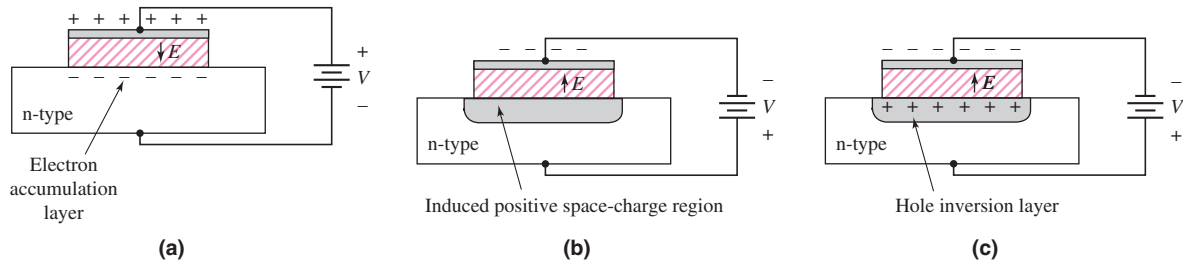 + + + + + +
E
– – – – – –
n-type
+
V
–
Electron
accumulation
layer
(a)
– – – – –
E
n-type
–
V
+
Induced positive space-charge region
(b)
– – – – – –
E
+ + + + + +
n-type
–
V
+
Hole inversion layer
(c)